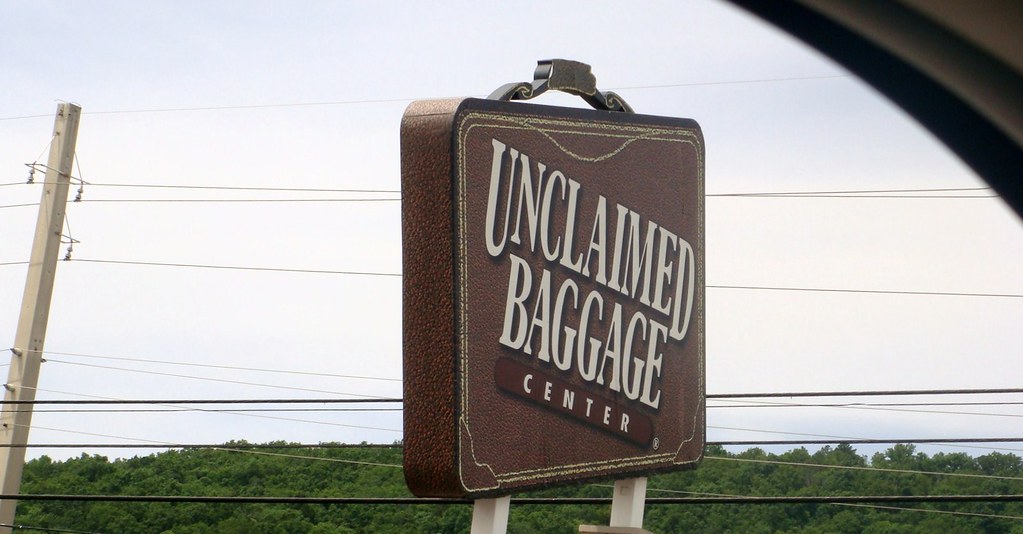 UNCLAIMED
BAGGAGE
CENTER
®